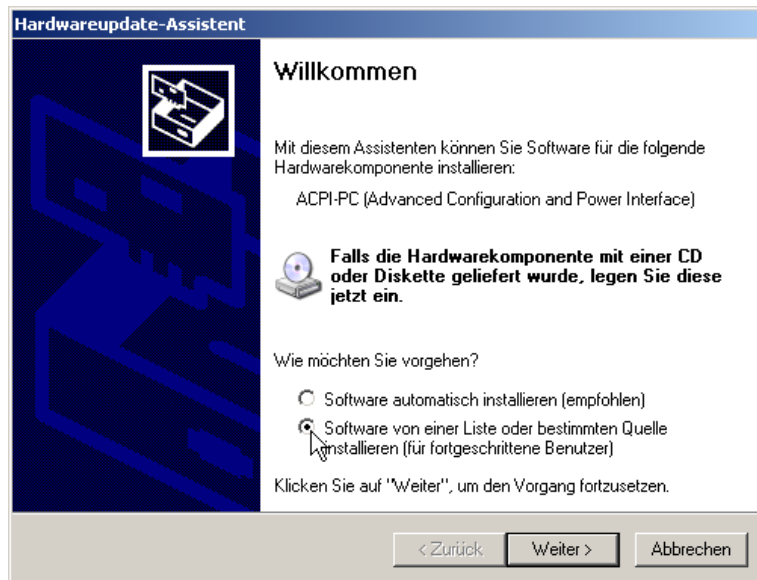 Hardwareupdate-Assistent
Willkommen
Mit diesem Assistenten können Sie Software für die folgende
Hardwarekomponente installieren:
ACPI-PC (Advanced Configuration and Power Interface)
Falls die Hardwarekomponente mit einer CD
oder Diskette geliefert wurde, legen Sie diese
jetzt ein.
Wie möchten Sie vorgehen?
Software automatisch installieren (empfohlen)
Software von einer Liste oder bestimmten Quelle
installieren (für fortgeschrittene Benutzer)
Klicken Sie auf "Weiter", um den Vorgang fortzusetzen.
< Zurück
Weiter >
Abbrechen